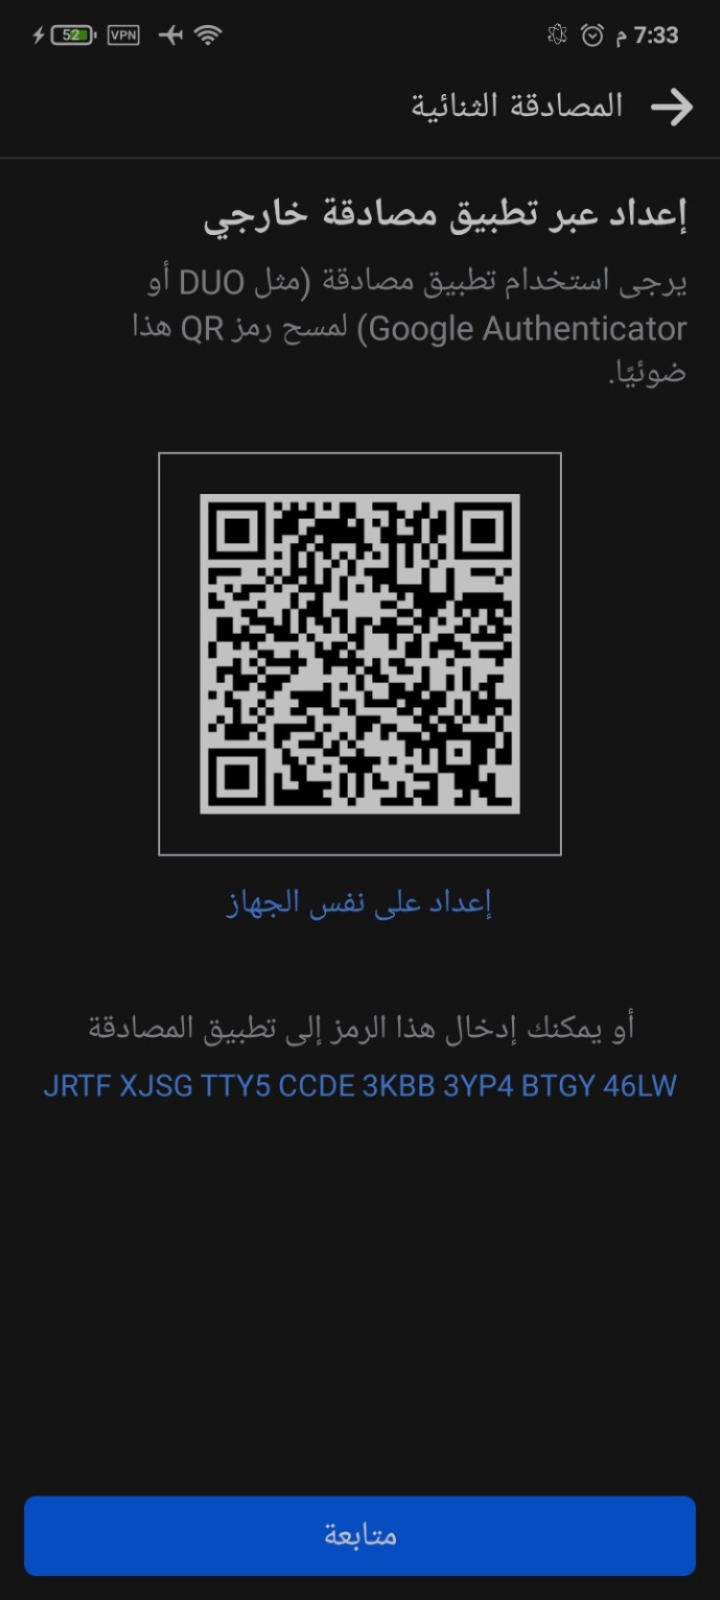 52 VPN 7:33 م
المصادقة الثنائية
إعداد عبر تطبيق مصادقة خارجي
يرجى استخدام تطبيق مصادقة (مثل DUO أو
Google Authenticator) لمسح رمز QR هذا
ضوئيًا.
إعداد على نفس الجهاز
أو يمكنك إدخال هذا الرمز إلى تطبيق المصادقة
JRTF XJSG TTY5 CCDE 3KBB 3YP4 BTGY 46LW
متابعة